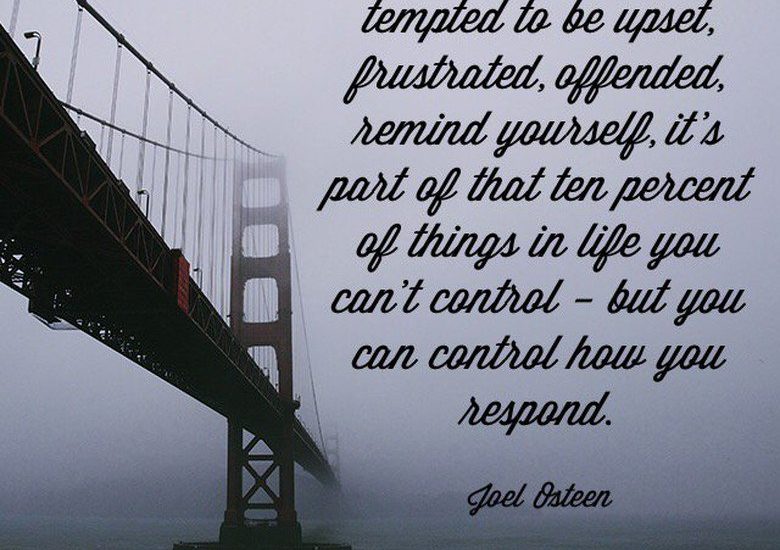 tempted to be upset,
frustrated, offended,
remind yourself, it's
part of that ten percent
of things in life you
can't control – but you
can control how you
respond.
Joel Osteen